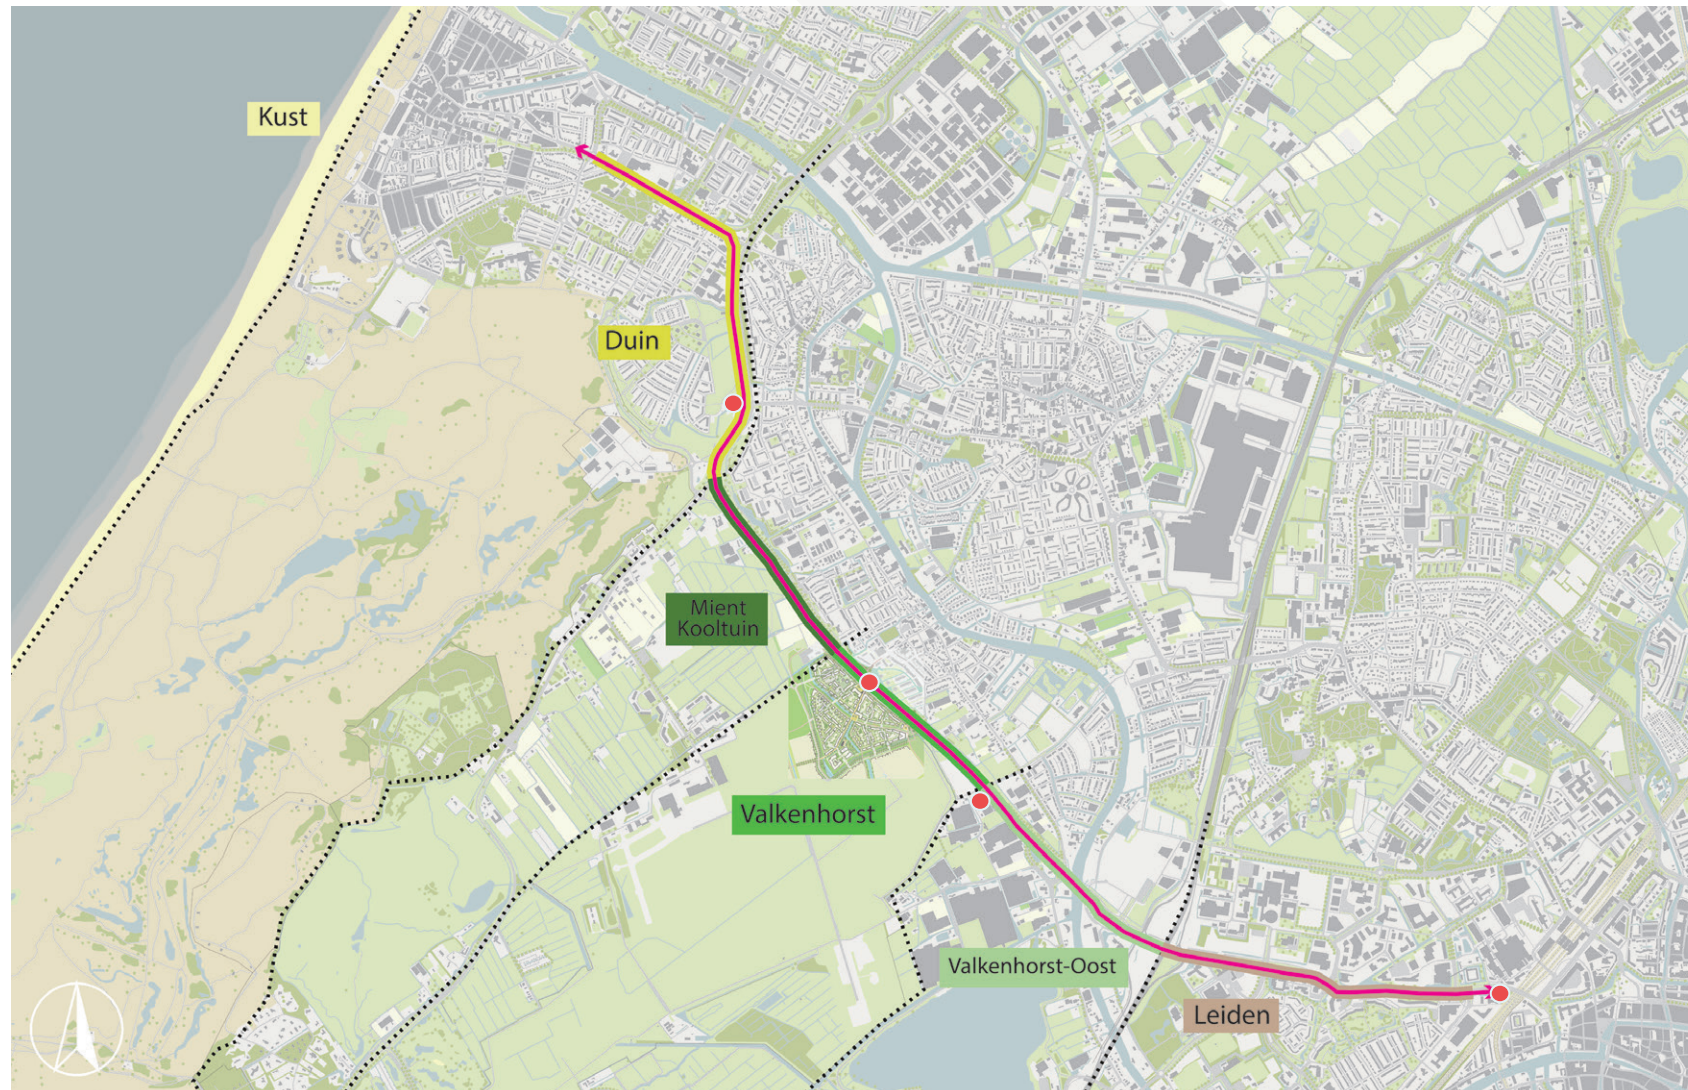 Kust
Duin
Mient
Kooltuin
Valkenhorst
Valkenhorst-Oost
Leiden